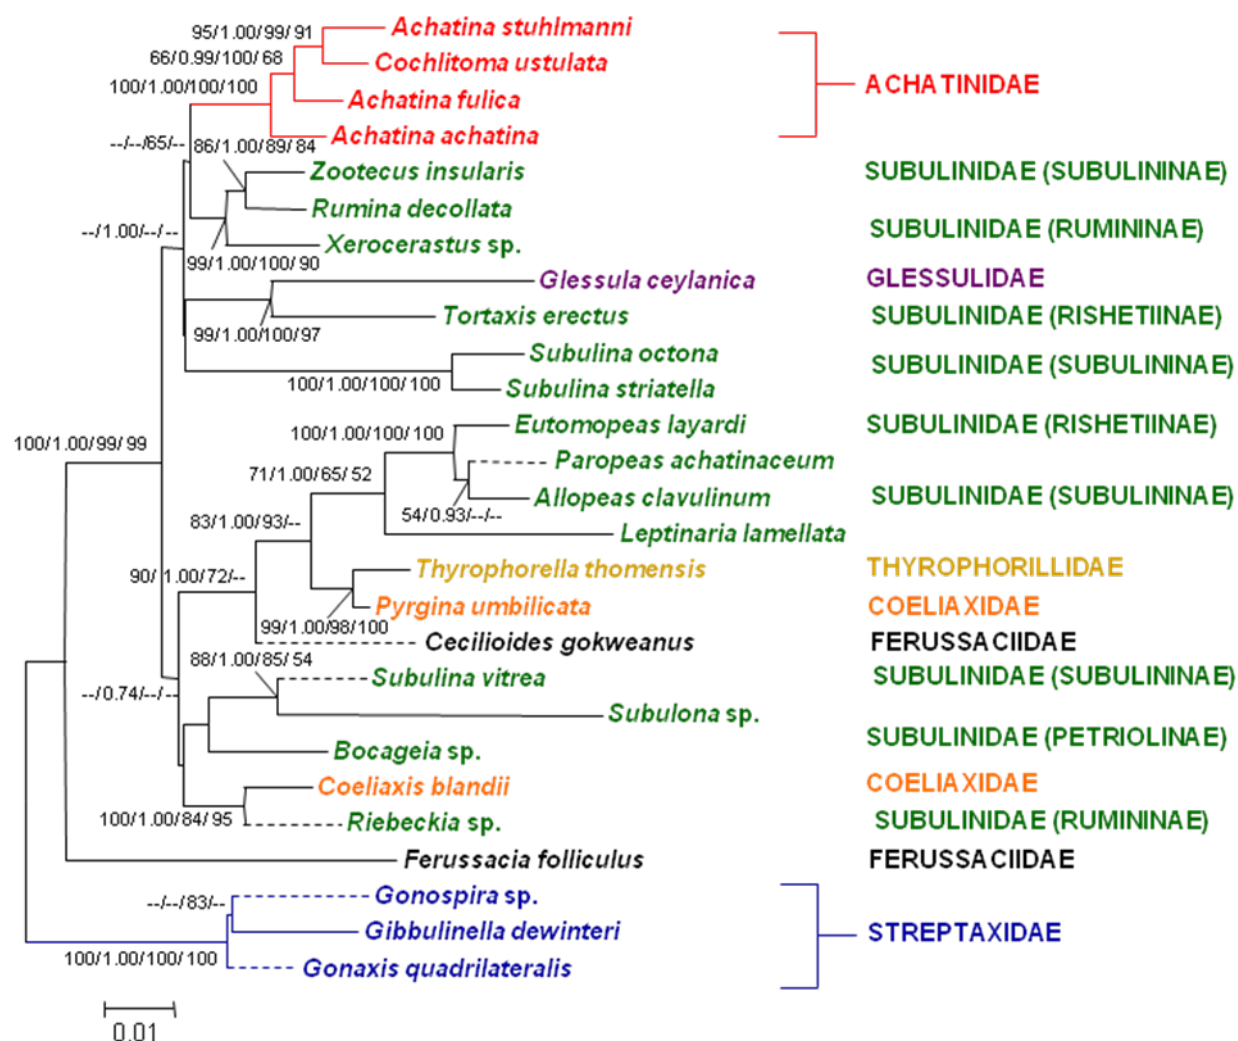 95/1.00/99/91
Achatina stuhlmanni
66/0.99/100/68
Cochlitoma ustulata
100/1.00/100/100
ACHATINIDAE
Achatina fulica
Achatina achatina
--/--/65/--
86/1.00/89/84
Zootecus insularis
SUBULINIDAE (SUBULININAE)
Rumina decollata
--/1.00/--/--
SUBULINIDAE (RUMININAE)
Xerocerastus sp.
99/1.00/100/90
Glessula ceylanica
GLESSULIDAE
Tortaxis erectus
SUBULINIDAE (RISHETIINAE)
99/1.00/100/97
Subulina octona
SUBULINIDAE (SUBULININAE)
100/1.00/100/100
Subulina striatella
Eutomopeas layardi
SUBULINIDAE (RISHETIINAE)
100/1.00/100/100
100/1.00/99/99
Paropeas achatinaceum
71/1.00/65/52
Allopeas clavulinum
SUBULINIDAE (SUBULININAE)
54/0.93/--/--
83/1.00/93/--
Leptinaria lamellata
Thyrophorella thomensis
THYROPHORILLIDAE
90/1.00/72/--
Pyrgina umbilicata
COELIAXIDAE
99/1.00/98/100
Cecilioides gokweanus
FERUSSACIIDAE
88/1.00/85/54
Subulina vitrea
SUBULINIDAE (SUBULININAE)
--/0.74/--/--
Subulona sp.
SUBULINIDAE (PETRIOLINAE)
Bocageia sp.
Coeliaxis blandii
COELIAXIDAE
100/1.00/84/95
Riebeckia sp.
SUBULINIDAE (RUMININAE)
Ferussacia folliculus
FERUSSACIIDAE
Gonospira sp.
--/--/83/--
Gibbulinella dewinteri
STREPTAXIDAE
100/1.00/100/100
Gonaxis quadrilateralis
0.01